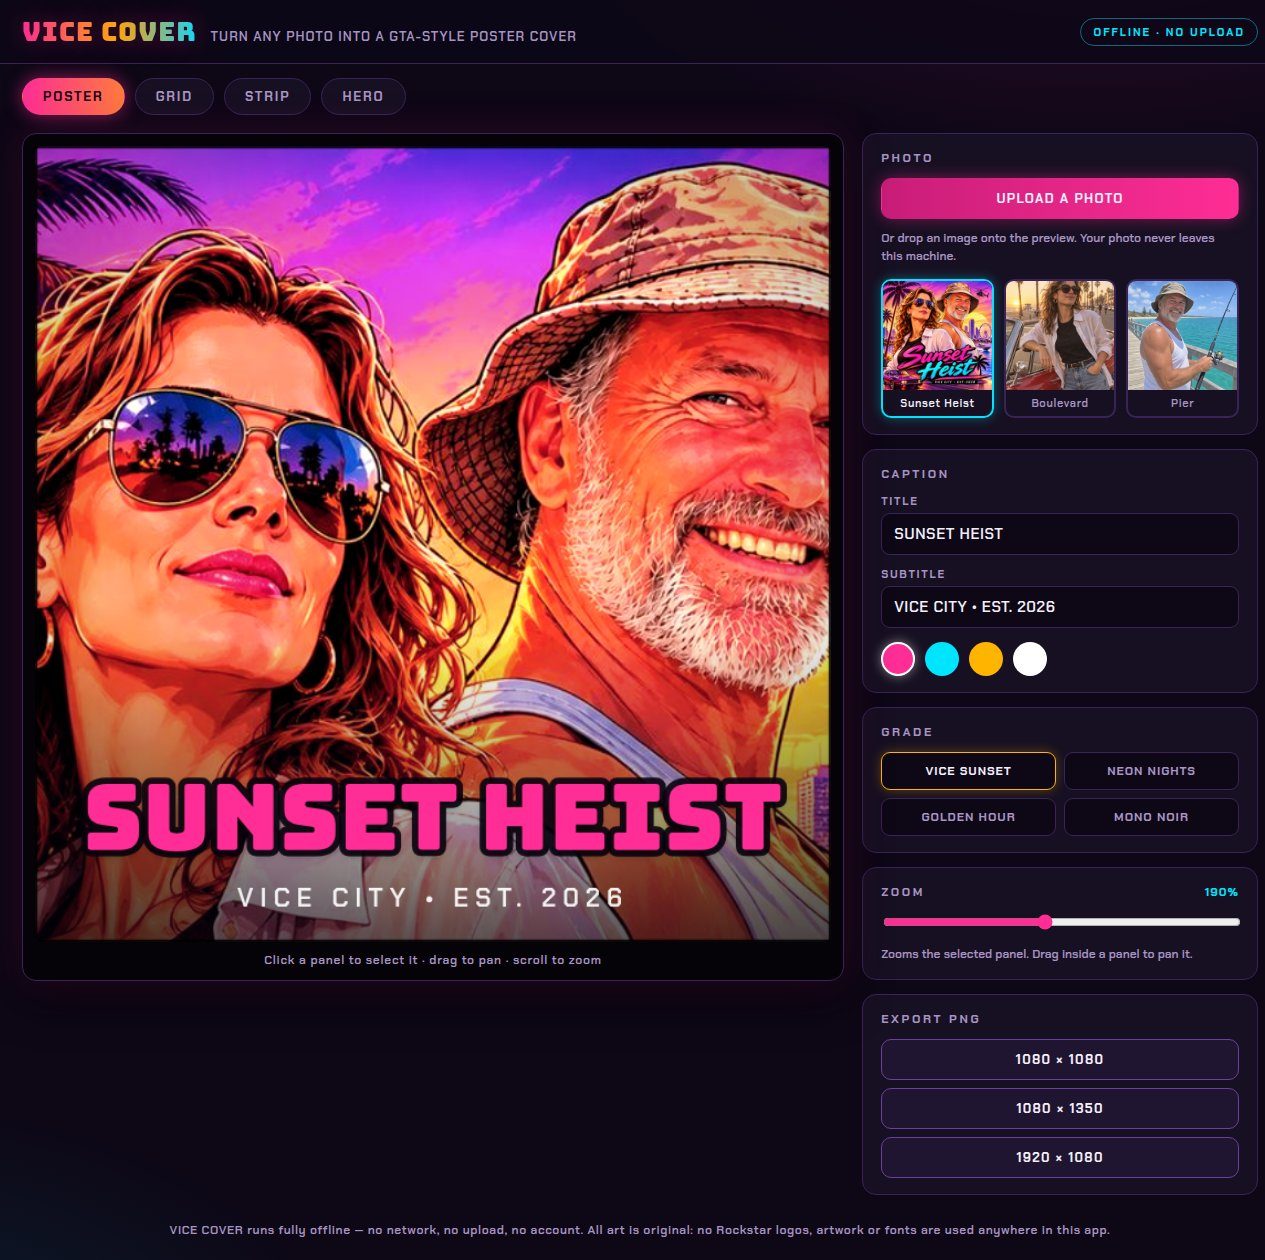 VICE COVER
TURN ANY PHOTO INTO A GTA-STYLE POSTER COVER
OFFLINE · NO UPLOAD
POSTER
GRID
STRIP
HERO
SUNSET HEIST
VICE CITY • EST. 2026
Click a panel to select it · drag to pan · scroll to zoom
PHOTO
UPLOAD A PHOTO
Or drop an image onto the preview. Your photo never leaves
this machine.
Sunset
Heist
Sunset Heist
Boulevard
Pier
CAPTION
TITLE
SUNSET HEIST
SUBTITLE
VICE CITY • EST. 2026
GRADE
VICE SUNSET
NEON NIGHTS
GOLDEN HOUR
MONO NOIR
ZOOM
190%
Zooms the selected panel. Drag inside a panel to pan it.
EXPORT PNG
1080 × 1080
1080 × 1350
1920 × 1080
VICE COVER runs fully offline — no network, no upload, no account. All art is original: no Rockstar logos, artwork or fonts are used anywhere in this app.